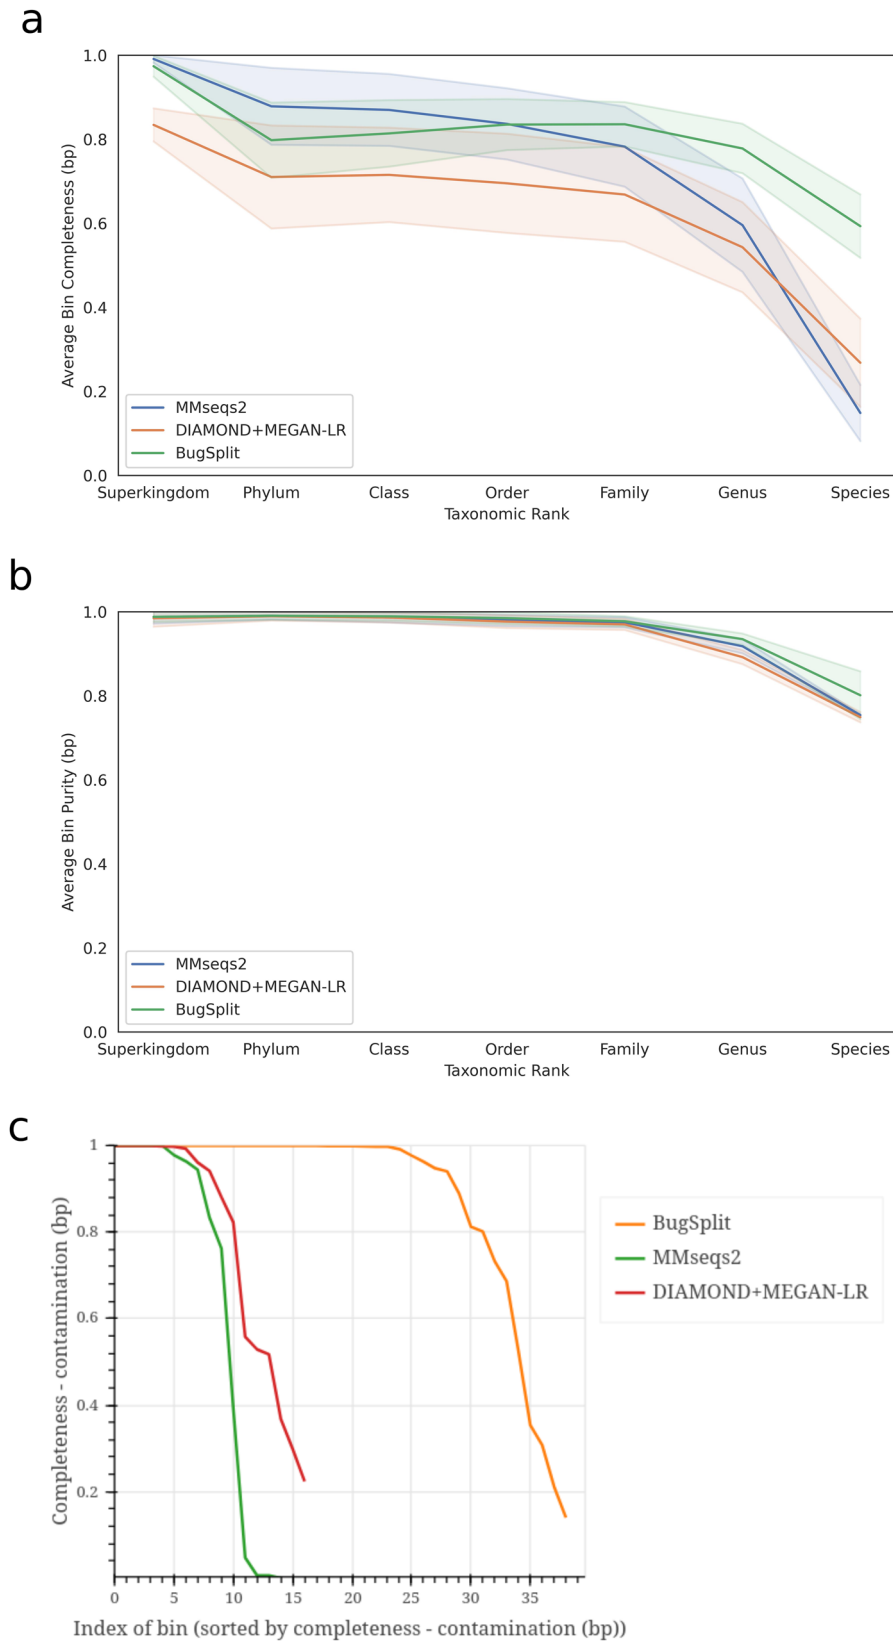 a
1.0
0.8
0.6
0.4
0.2
0.0
Average Bin Completeness (bp)
MMseqs2
DIAMOND+MEGAN-LR
BugSplit
Superkingdom Phylum Class Order Family Genus Species
Taxonomic Rank
b
1.0
0.8
0.6
0.4
0.2
0.0
Average Bin Purity (bp)
MMseqs2
DIAMOND+MEGAN-LR
BugSplit
Superkingdom Phylum Class Order Family Genus Species
Taxonomic Rank
c
1
0.8
0.6
0.4
0.2
Completeness - contamination (bp)
BugSplit
MMseqs2
DIAMOND+MEGAN-LR
0 5 10 15 20 25 30 35
Index of bin (sorted by completeness - contamination (bp))